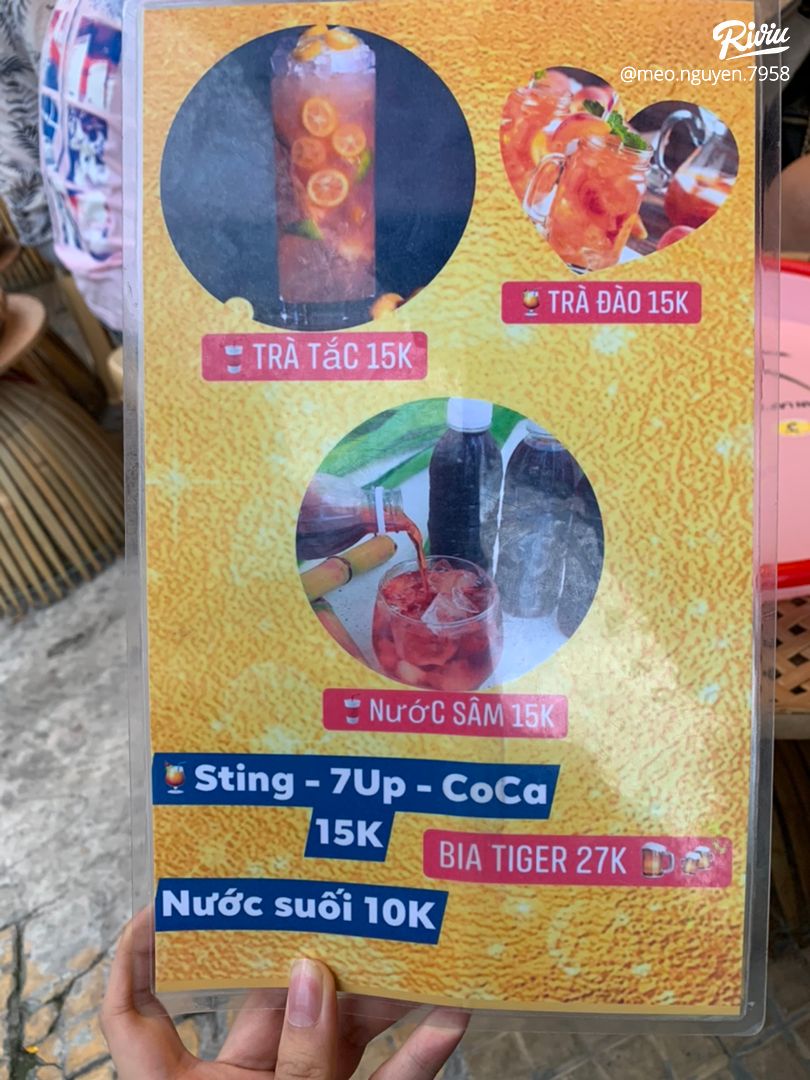 Riviu
@meo.nguyen.7958
TRÀ ĐÀO 15K
TRÀ TắC 15K
NướC SÂM 15K
Sting - 7Up - CoCa
15K
BIA TIGER 27K
Nước suối 10K